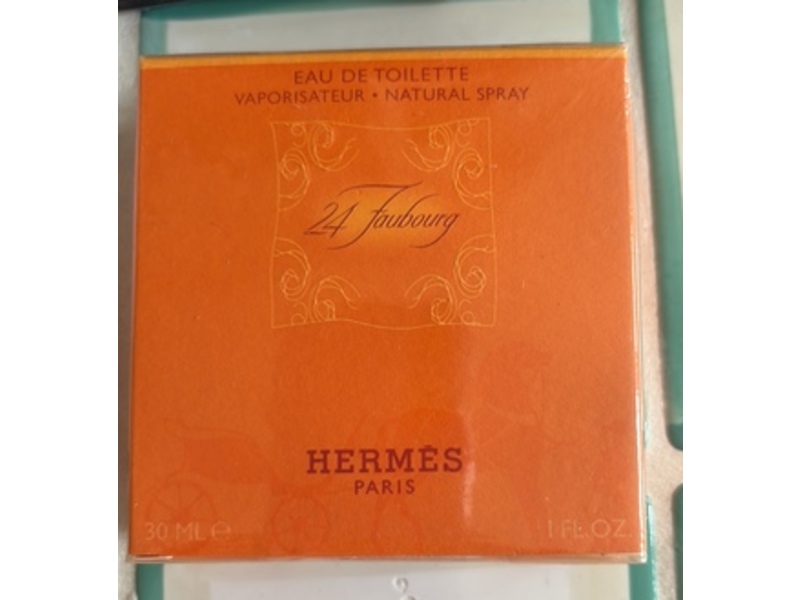 EAU DE TOILETTE
VAPORISATEUR • NATURAL SPRAY
24 Faubourg
HERMÈS
PARIS
30 ML ℮ 1 FL.OZ.